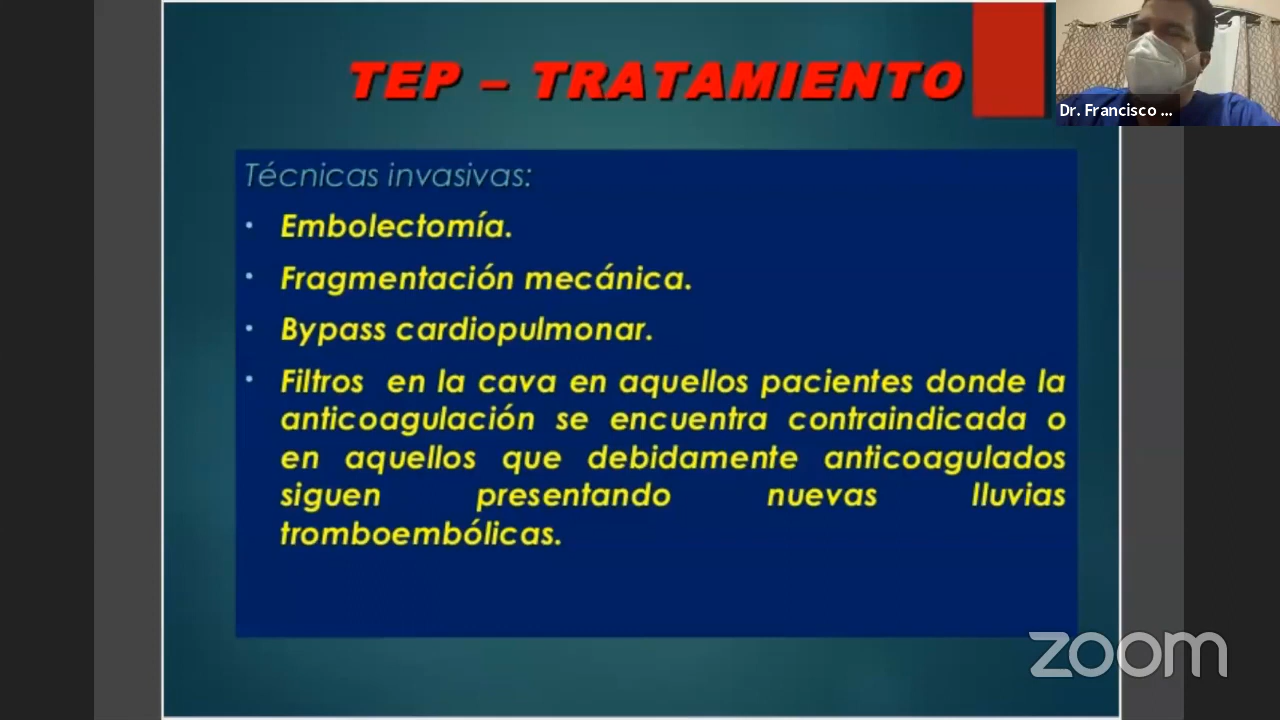 TEP – TRATAMIENTO
Dr. Francisco ...
Técnicas invasivas:
• Embolectomía.
• Fragmentación mecánica.
• Bypass cardiopulmonar.
• Filtros en la cava en aquellos pacientes donde la
anticoagulación se encuentra contraindicada o
en aquellos que debidamente anticoagulados
siguen presentando nuevas lluvias
tromboembólicas.
zoom